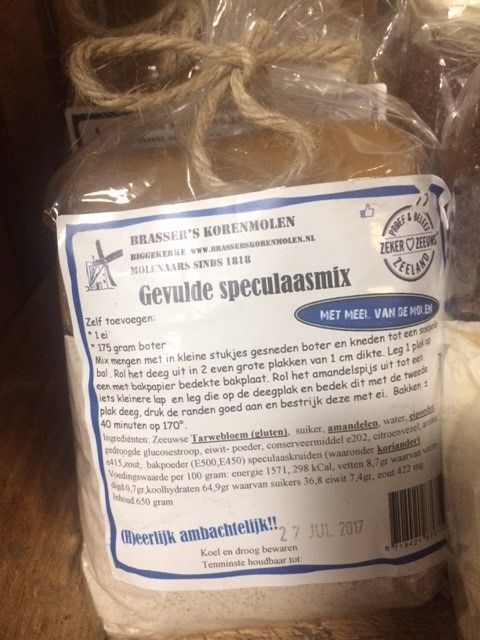 BRASSER'S KORENMOLEN
BIGGEKERKE www.brasserskorenmolen.nl
MOLENAARS SINDS 1818
PROEF & BELEEF
ZEKER ZEEUWS
ZEELAND
Gevulde speculaasmix
MET MEEL VAN DE MOLEN
Zelf toevoegen:
* 1 ei
* 175 gram boter
Mix mengen met in kleine stukjes gesneden boter en kneden tot een soepele
bal. Rol het deeg uit in 2 even grote plakken van 1 cm dikte. Leg 1 plak op
een met bakpapier bedekte bakplaat. Rol het amandelspijs uit tot een
iets kleinere lap en leg die op de deegplak en bedek dit met de tweede
plak deeg, druk de randen goed aan en bestrijk deze met ei. Bakken ±
40 minuten op 170°.
Ingrediënten: Zeeuwse Tarwebloem (gluten), suiker, amandelen, water, eipoeder,
gedroogde glucosestroop, eiwit- poeder, conserveermiddel e202, citroenvezel,
e415,zout, bakpoeder (E500,E450) speculaaskruiden (waaronder koriander)
Voedingswaarde per 100 gram: energie 1571, 298 kCal, vetten 8,7gr waarvan
0,7gr,koolhydraten 64,9gr waarvan suikers 36,8 eiwit 7,4gr, zout 422 mg.
Inhoud 650 gram
(H)eerlijk ambachtelijk!!
27 JUL 2017
Koel en droog bewaren
Tenminste houdbaar tot: